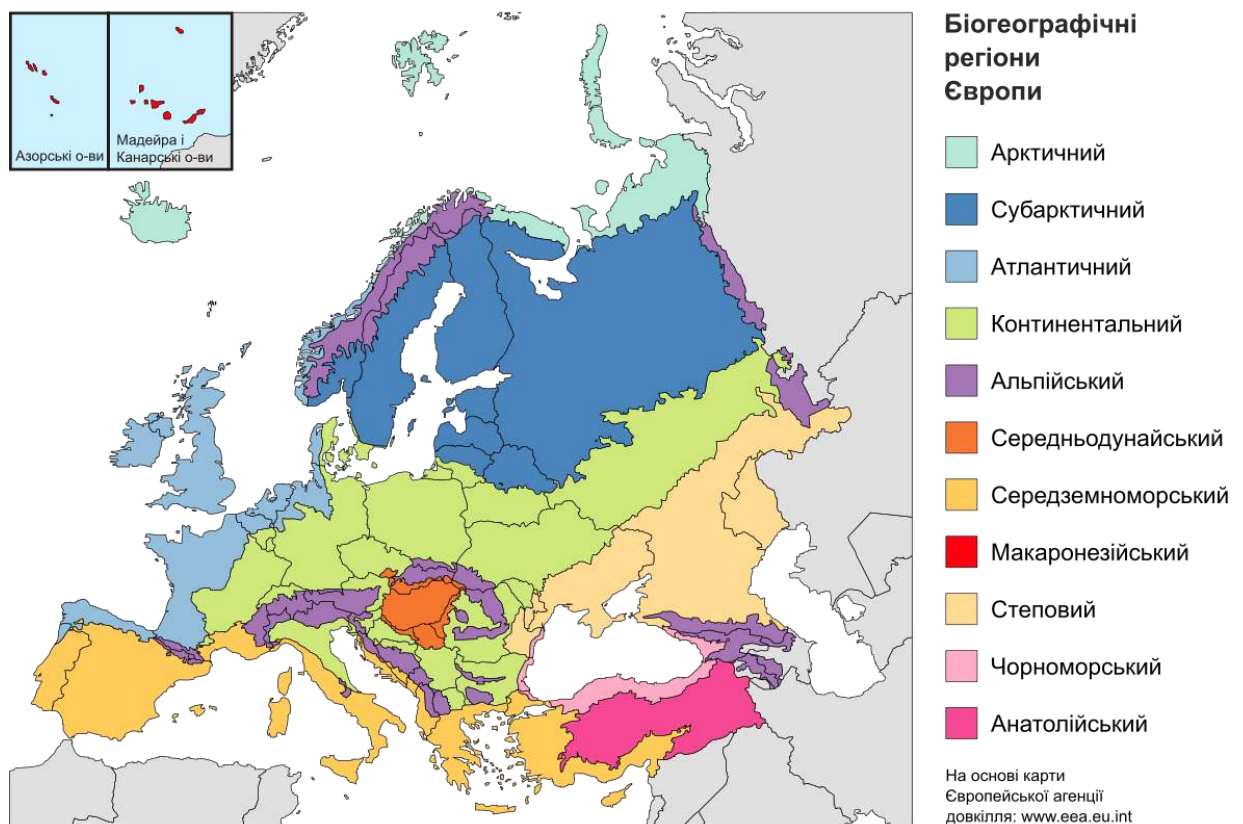 Азорські о-ви
Мадейра і
Канарські о-ви
Біогеографічні
регіони
Європи
Арктичний
Субарктичний
Атлантичний
Континентальний
Альпійський
Середньодунайський
Середземноморський
Макаронезійський
Степовий
Чорноморський
Анатолійський
На основі карти
Європейської агенції
довкілля: www.eea.eu.int